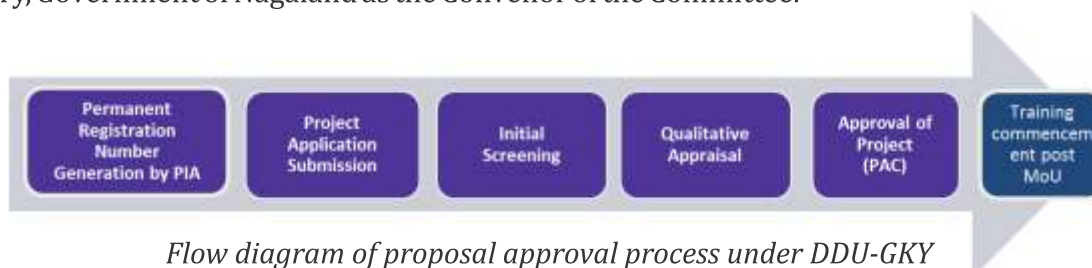 ry, Government of Nagaland as the Convenor of the Committee.
Permanent
Registration
Number
Generation by PIA
Project
Application
Submission
Initial
Screening
Qualitative
Appraisal
Approval of
Project
(PAC)
Training
commencem
ent post
MoU
Flow diagram of proposal approval process under DDU-GKY